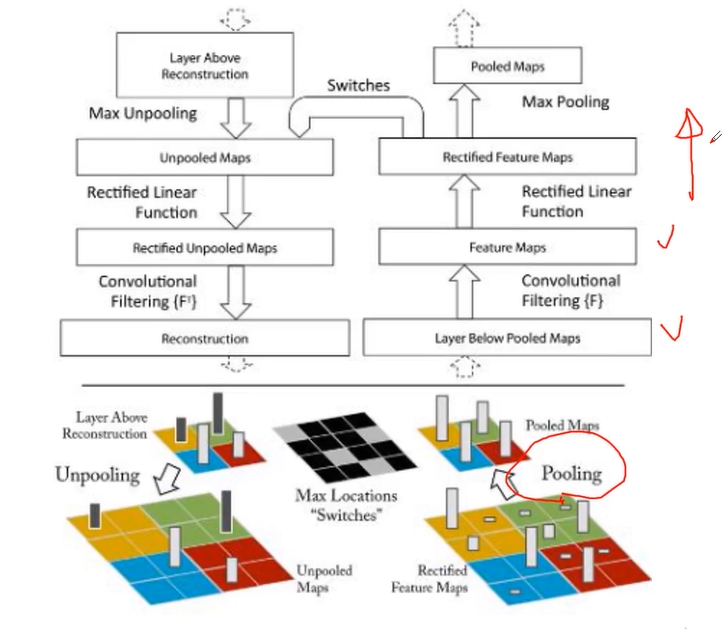 Layer Above
Reconstruction
Pooled Maps
Switches
Max Unpooling
Max Pooling
Unpooled Maps
Rectified Feature Maps
Rectified Linear
Function
Rectified Linear
Function
Rectified Unpooled Maps
Feature Maps
Convolutional
Filtering {Fᵀ}
Convolutional
Filtering {F}
Reconstruction
Layer Below Pooled Maps
Layer Above
Reconstruction
Pooled Maps
Unpooling
Max Locations
"Switches"
Pooling
Unpooled
Maps
Rectified
Feature Maps